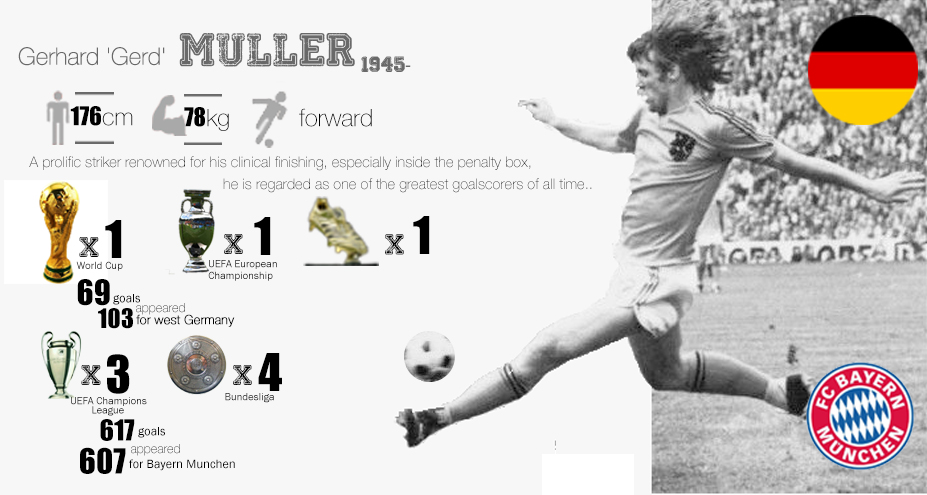 Gerhard 'Gerd' MULLER 1945-
176cm 78kg forward
A prolific striker renowned for his clinical finishing, especially inside the penalty box,
he is regarded as one of the greatest goalscorers of all time..
x 1 x 1 x 1
World Cup
UEFA European
Championship
69 goals
appeared
103 for west Germany
x 3 x 4
UEFA Champions
League
Bundesliga
617 goals
appeared
607 for Bayern Munchen
FC BAYERN
MÜNCHEN